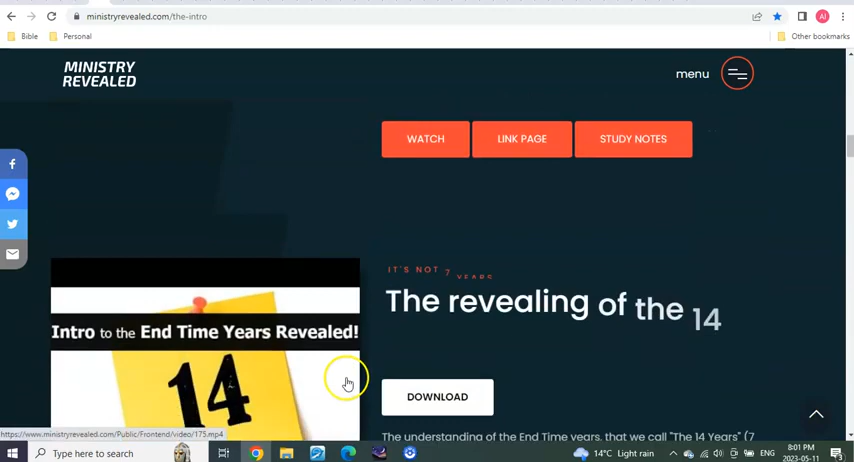 ministryrevealed.com/the-intro
Bible
Personal
Other bookmarks
MINISTRY
REVEALED
menu
WATCH
LINK PAGE
STUDY NOTES
IT'S NOT 7 YEARS
The revealing of the 14
Intro to the End Time Years Revealed!
14
DOWNLOAD
The understanding of the End Time years, that we call "The 14 Years" (7
https://www.ministryrevealed.com/Public/Frontend/video/175.mp4
Type here to search
14°C Light rain
ENG
8:01 PM
2023-05-11